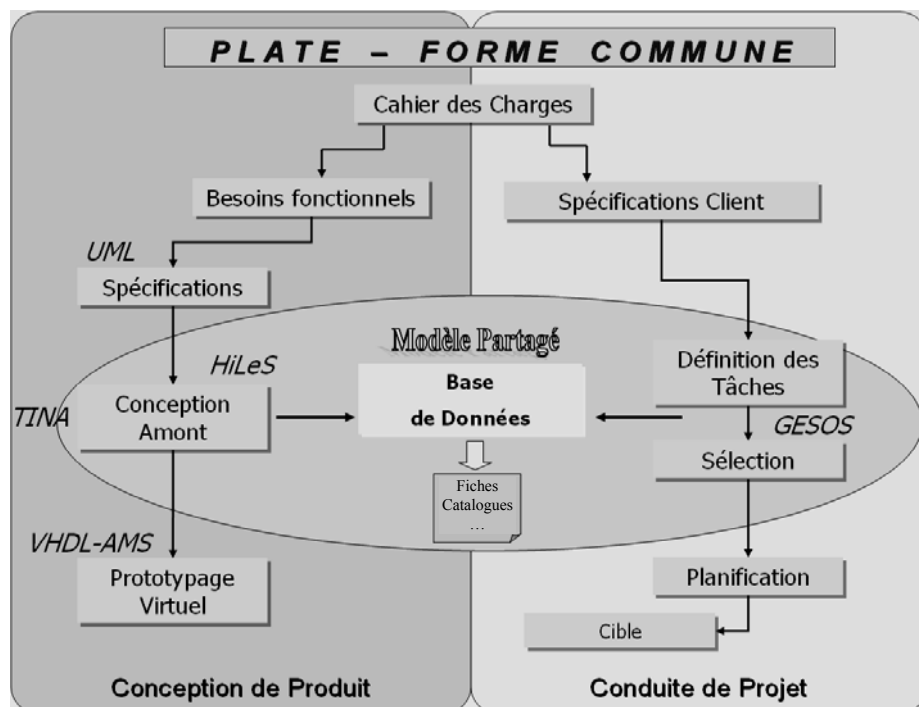 PLATE – FORME COMMUNE
Cahier des Charges
Besoins fonctionnels
Spécifications Client
UML
Spécifications
Modèle Partagé
HiLeS
Base
de Données
Définition des
Tâches
TINA
Conception
Amont
GESOS
Sélection
Fiches
Catalogues
...
VHDL-AMS
Prototypage
Virtuel
Planification
Cible
Conception de Produit
Conduite de Projet